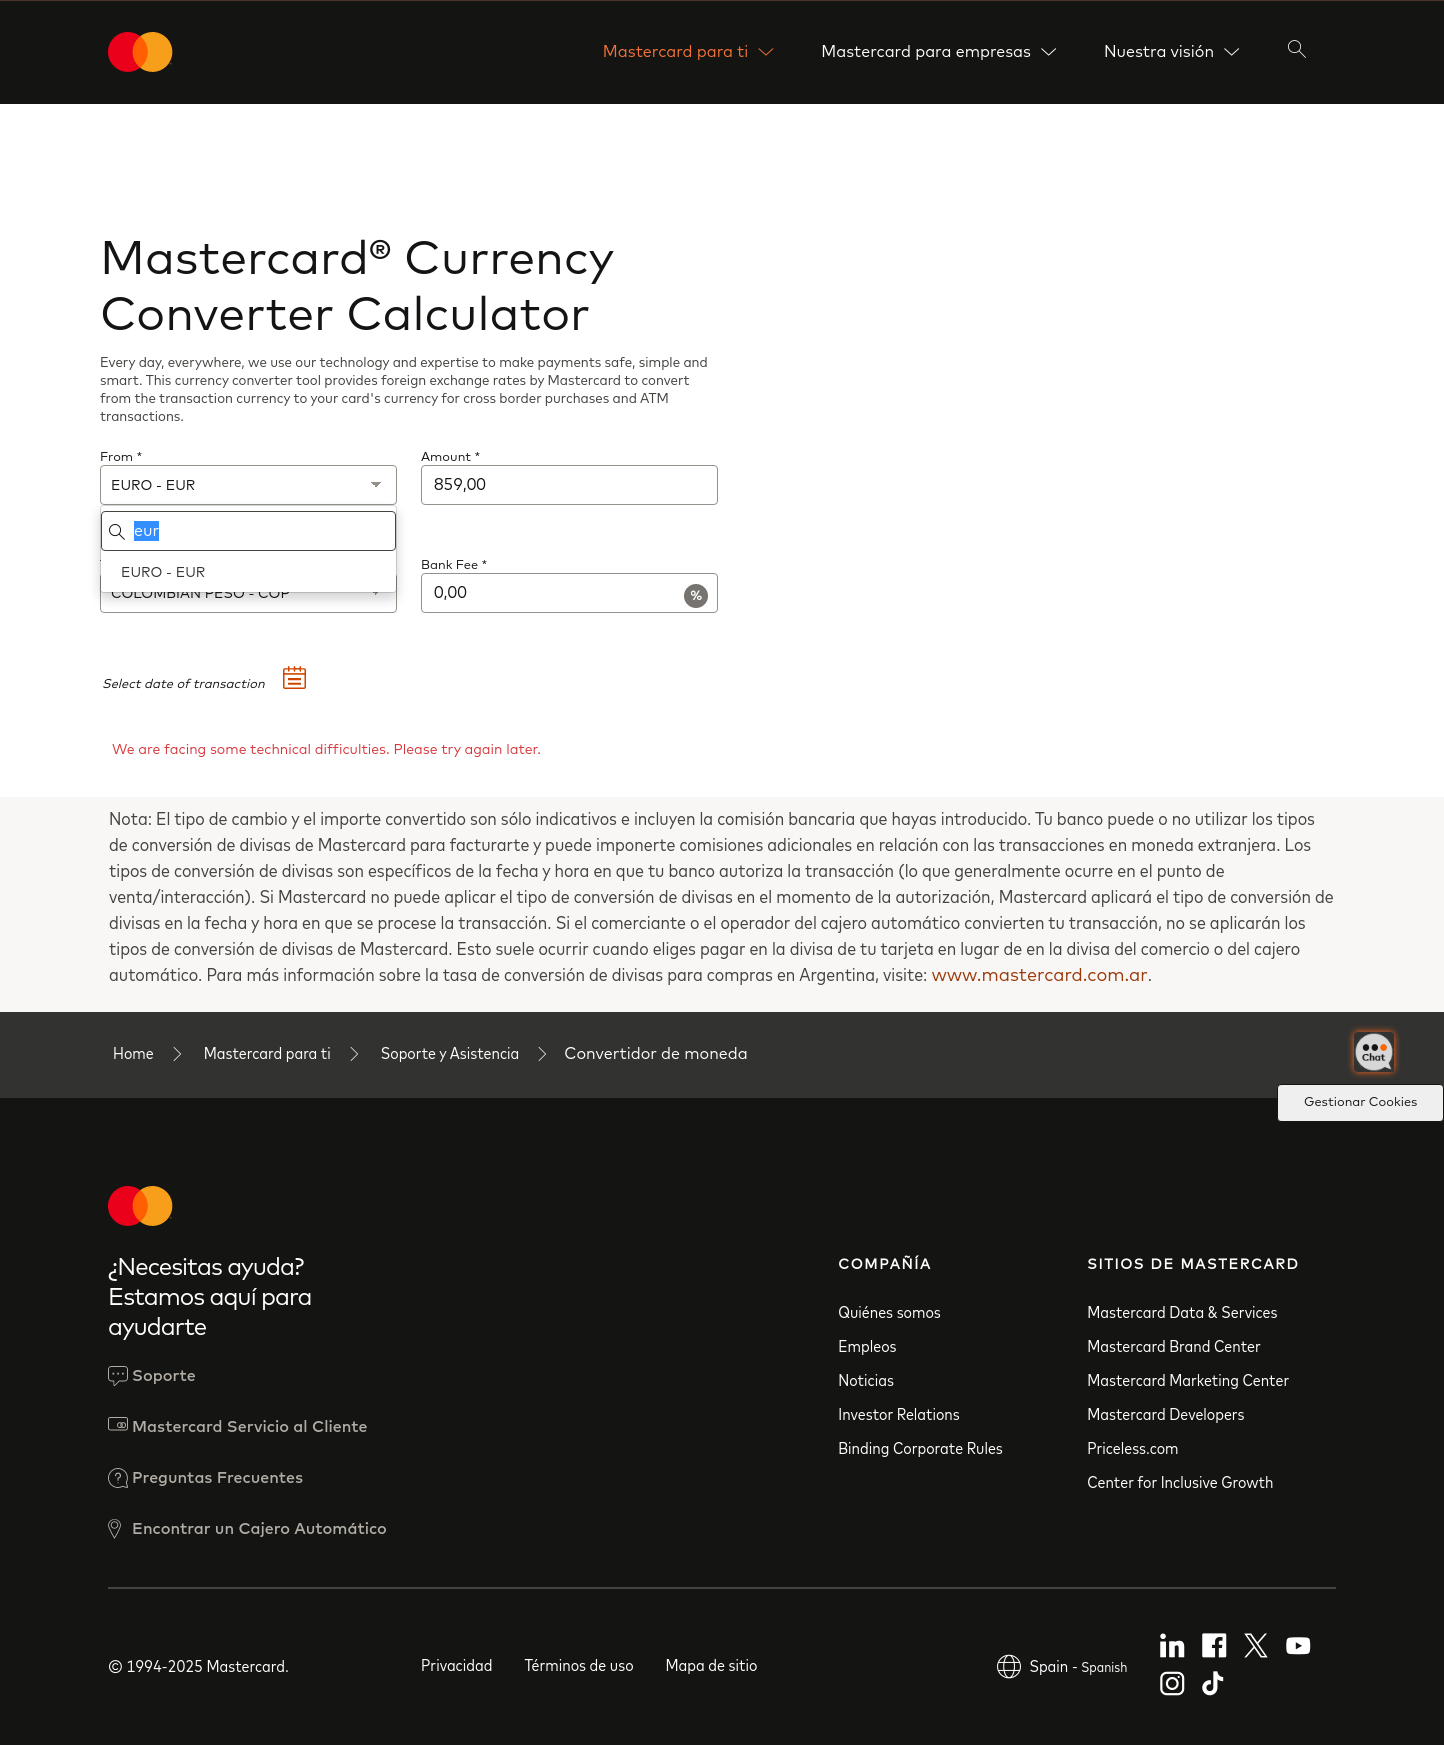 Mastercard para ti
Mastercard para empresas
Nuestra visión
Mastercard® Currency
Converter Calculator
Every day, everywhere, we use our technology and expertise to make payments safe, simple and
smart. This currency converter tool provides foreign exchange rates by Mastercard to convert
from the transaction currency to your card's currency for cross border purchases and ATM
transactions.
From *
Amount *
EURO - EUR
859,00
eur
EURO - EUR
Bank Fee *
COLOMBIAN PESO - COP
0,00
%
Select date of transaction
We are facing some technical difficulties. Please try again later.
Nota: El tipo de cambio y el importe convertido son sólo indicativos e incluyen la comisión bancaria que hayas introducido. Tu banco puede o no utilizar los tipos
de conversión de divisas de Mastercard para facturarte y puede imponerte comisiones adicionales en relación con las transacciones en moneda extranjera. Los
tipos de conversión de divisas son específicos de la fecha y hora en que tu banco autoriza la transacción (lo que generalmente ocurre en el punto de
venta/interacción). Si Mastercard no puede aplicar el tipo de conversión de divisas en el momento de la autorización, Mastercard aplicará el tipo de conversión de
divisas en la fecha y hora en que se procese la transacción. Si el comerciante o el operador del cajero automático convierten tu transacción, no se aplicarán los
tipos de conversión de divisas de Mastercard. Esto suele ocurrir cuando eliges pagar en la divisa de tu tarjeta en lugar de en la divisa del comercio o del cajero
automático. Para más información sobre la tasa de conversión de divisas para compras en Argentina, visite: www.mastercard.com.ar.
Home
Mastercard para ti
Soporte y Asistencia
Convertidor de moneda
Chat
Gestionar Cookies
¿Necesitas ayuda?
Estamos aquí para
ayudarte
Soporte
Mastercard Servicio al Cliente
Preguntas Frecuentes
Encontrar un Cajero Automático
COMPAÑÍA
Quiénes somos
Empleos
Noticias
Investor Relations
Binding Corporate Rules
SITIOS DE MASTERCARD
Mastercard Data & Services
Mastercard Brand Center
Mastercard Marketing Center
Mastercard Developers
Priceless.com
Center for Inclusive Growth
© 1994-2025 Mastercard.
Privacidad
Términos de uso
Mapa de sitio
Spain - Spanish